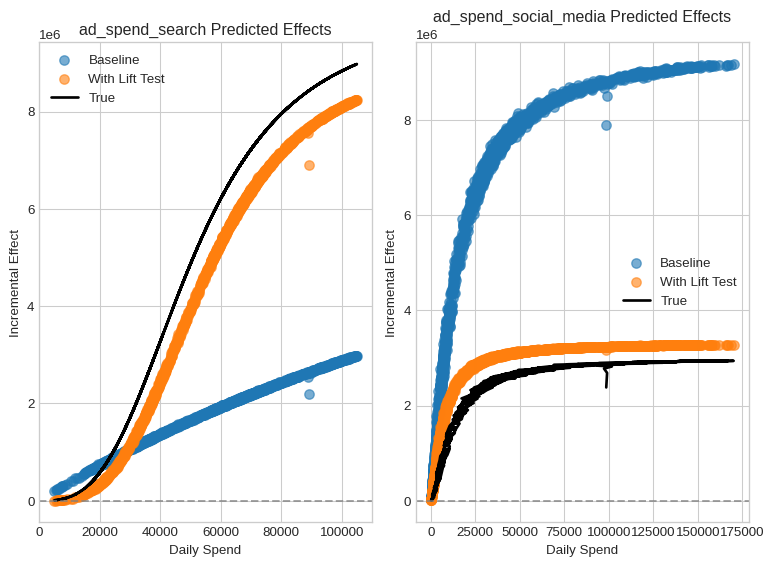 ad_spend_search Predicted Effects
1e6
Baseline
With Lift Test
True
8
6
4
2
0
0 20000 40000 60000 80000 100000
Daily Spend
Incremental Effect
ad_spend_social_media Predicted Effects
1e6
8
6
4
2
0
Baseline
With Lift Test
True
0 25000 50000 75000 100000 125000 150000 175000
Daily Spend
Incremental Effect